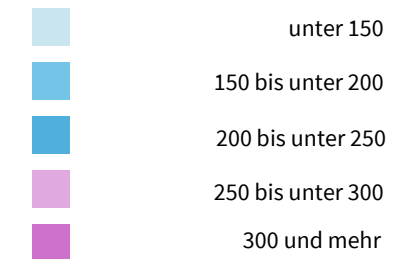 unter 150
150 bis unter 200
200 bis unter 250
250 bis unter 300
300 und mehr